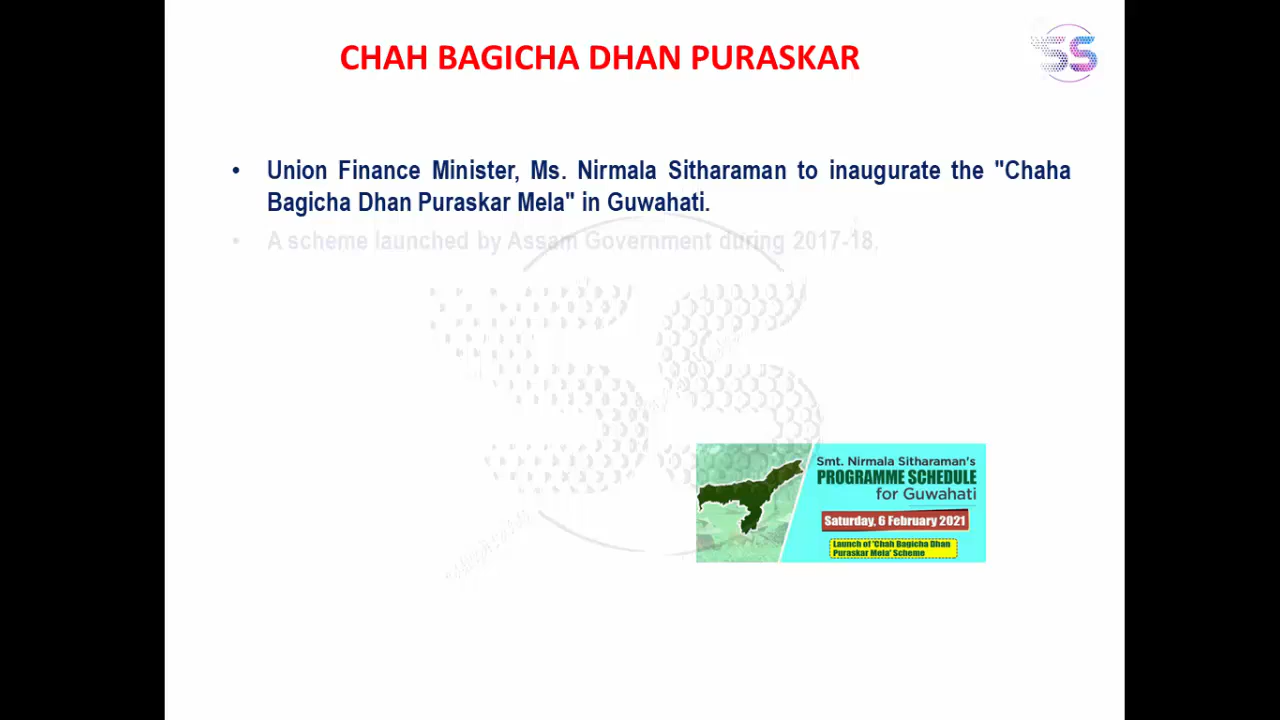 CHAH BAGICHA DHAN PURASKAR
SS
• Union Finance Minister, Ms. Nirmala Sitharaman to inaugurate the "Chaha
Bagicha Dhan Puraskar Mela" in Guwahati.
• A scheme launched by Assam Government during 2017-18.
Smt. Nirmala Sitharaman's
PROGRAMME SCHEDULE
for Guwahati
Saturday, 6 February 2021
Launch of 'Chah Bagicha Dhan
Puraskar Mela' Scheme